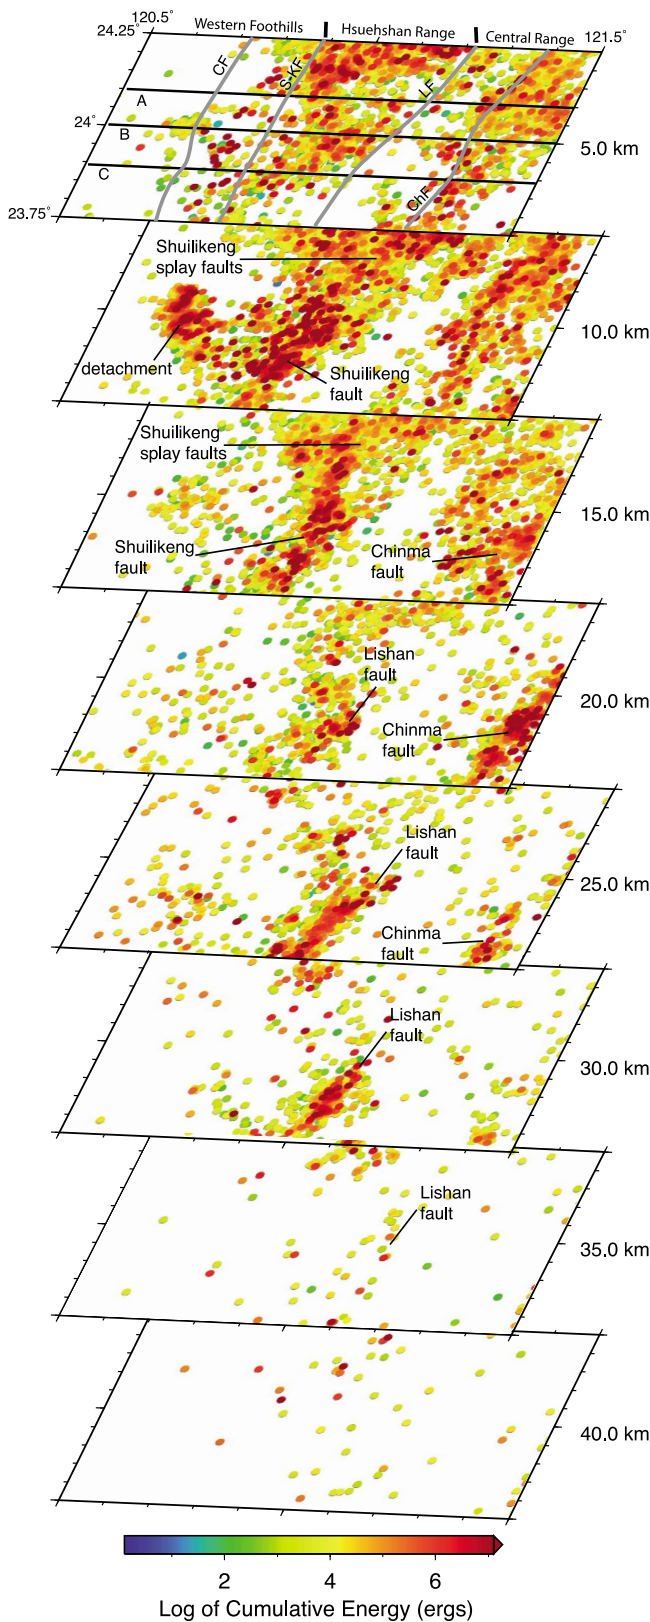 120.5°
Western Foothills
Hsuehshan Range
Central Range
121.5°
24.25°
CF
S-KF
LF
A
24°
B
5.0 km
C
ChF
23.75°
Shuilikeng
splay faults
10.0 km
detachment
Shuilikeng
fault
Shuilikeng
splay faults
15.0 km
Shuilikeng
fault
Chinma
fault
Lishan
fault
20.0 km
Chinma
fault
Lishan
fault
25.0 km
Chinma
fault
Lishan
fault
30.0 km
Lishan
fault
35.0 km
40.0 km
2 4 6
Log of Cumulative Energy (ergs)